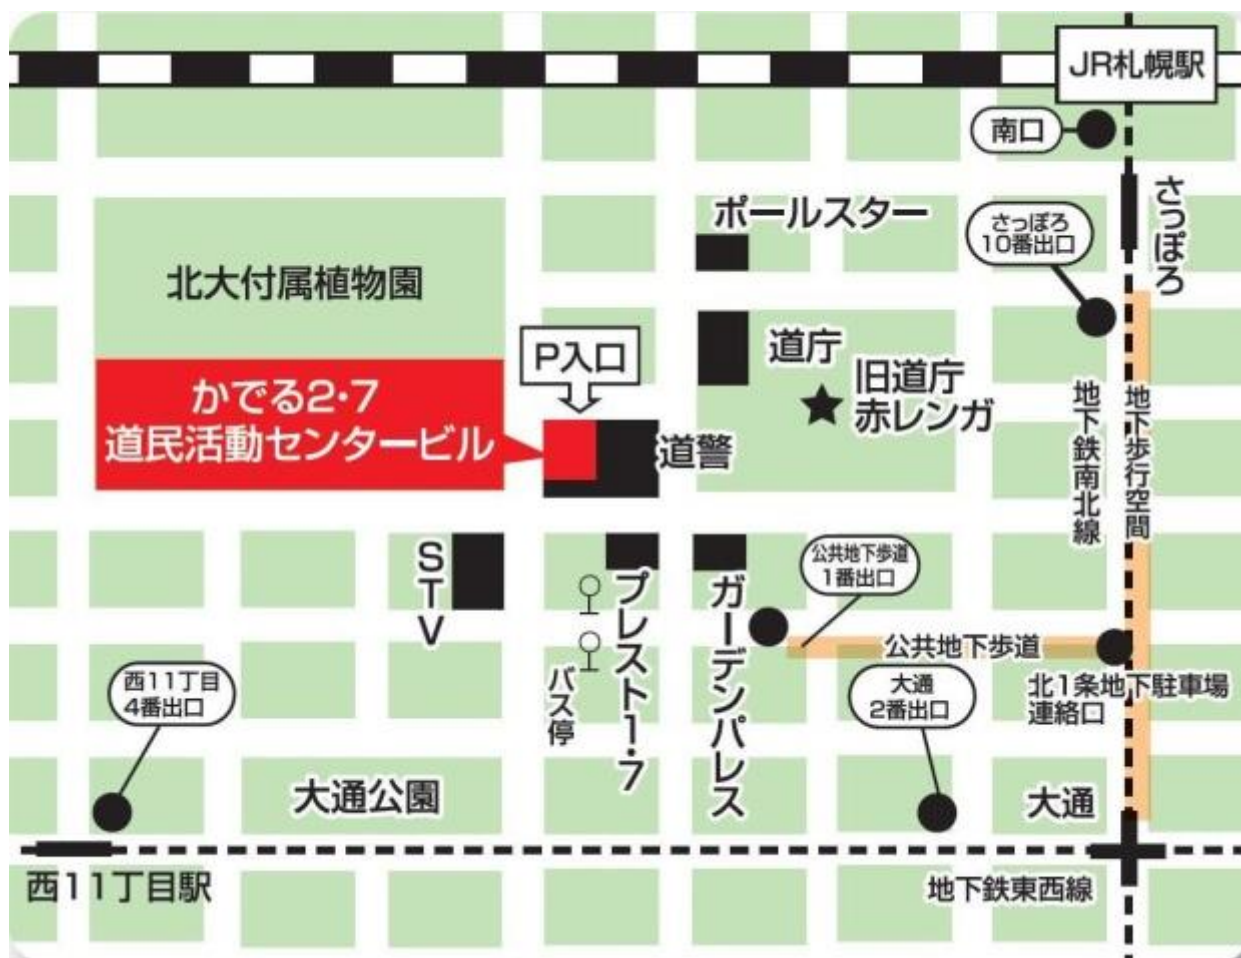 JR札幌駅
南口
さっぽろ
ポールスター
さっぽろ
10番出口
北大付属植物園
P入口
道庁
旧道庁
赤レンガ
かでる2・7
道民活動センタービル
道警
地下鉄南北線
地下歩行空間
STV
プレスト1・7
ガーデンパレス
公共地下歩道
1番出口
公共地下歩道
バス停
西11丁目
4番出口
大通
2番出口
北1条地下駐車場
連絡口
大通公園
大通
西11丁目駅
地下鉄東西線